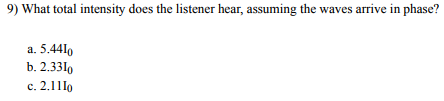 9) What total intensity does the listener hear, assuming the waves arrive in phase?
a. 5.44I₀
b. 2.33I₀
c. 2.11I₀